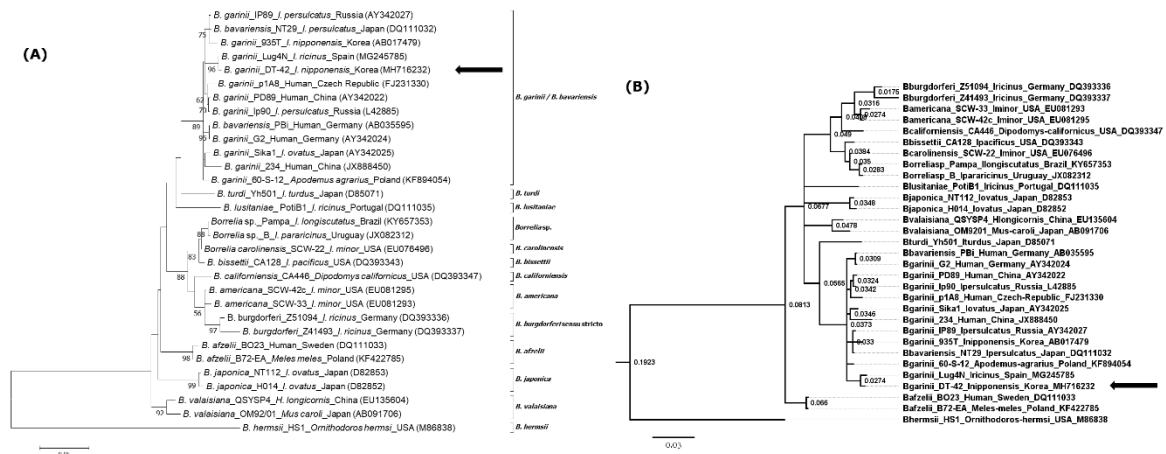 (A)
B. garinii_IP89_I. persulcatus_Russia (AY342027)
B. bavariensis_NT29_I. persulcatus_Japan (DQ111032)
B. garinii_935T_I. nipponensis_Korea (AB017479)
B. garinii_Lug4N_I. ricinus_Spain (MG245785)
B. garinii_DT-42_I. nipponensis_Korea (MH716232)
B. garinii_p1A8_Human_Czech Republic (FJ231330)
B. garinii_PD89_Human_China (AY342022)
B. garinii_Ip90_I. persulcatus_Russia (L42885)
B. bavariensis_PBi_Human_Germany (AB035595)
B. garinii_G2_Human_Germany (AY342024)
B. garinii_Sika1_I. ovatus_Japan (AY342025)
B. garinii_234_Human_China (JX888450)
B. garinii_60-S-12_Apodemus agrarius_Poland (KF894054)
B. turdi_Yh501_I. turdus_Japan (D85071)
B. lusitaniae_PotiB1_I. ricinus_Portugal (DQ111035)
Borrelia sp._Pampa_I. longiscutatus_Brazil (KY657353)
Borrelia sp._B_I. pararicinus_Uruguay (JX082312)
Borrelia carolinensis_SCW-22_I. minor_USA (EU076496)
B. bissettii_CA128_I. pacificus_USA (DQ393343)
B. californiensis_CA446_Dipodomys californicus_USA (DQ393347)
B. americana_SCW-42c_I. minor_USA (EU081295)
B. americana_SCW-33_I. minor_USA (EU081293)
B. burgdorferi_Z51094_I. ricinus_Germany (DQ393336)
B. burgdorferi_Z41493_I. ricinus_Germany (DQ393337)
B. afzelii_BO23_Human_Sweden (DQ111033)
B. afzelii_B72-EA_Meles meles_Poland (KF422785)
B. japonica_NT112_I. ovatus_Japan (D82853)
B. japonica_H014_I. ovatus_Japan (D82852)
B. valaisiana_QSYSP4_H. longicornis_China (EU135604)
B. valaisiana_OM92/01_Mus caroli_Japan (AB091706)
B. hermsii_HS1_Ornithodoros hermsi_USA (M86838)
75
96
62
70
89
95
88
83
88
56
97
98
99
92
B. garinii / B. bavariensis
B. turdi
B. lusitaniae
Borrelia sp.
B. carolinensis
B. bissettii
B. californiensis
B. americana
B. burgdorferi sensu stricto
B. afzelii
B. japonica
B. valaisiana
B. hermsii
(B)
Bburgdorferi_Z51094_Iricinus_Germany_DQ393336
Bburgdorferi_Z41493_Iricinus_Germany_DQ393337
Bamericana_SCW-33_Iminor_USA_EU081293
Bamericana_SCW-42c_Iminor_USA_EU081295
Bcaliforniensis_CA446_Dipodomys-californicus_USA_DQ393347
Bbissettii_CA128_Ipacificus_USA_DQ393343
Bcarolinensis_SCW-22_Iminor_USA_EU076496
Borreliasp_Pampa_Ilongiscutatus_Brazil_KY657353
Borreliasp_B_Ipararicinus_Uruguay_JX082312
Blusitaniae_PotiB1_Iricinus_Portugal_DQ111035
Bjaponica_NT112_Iovatus_Japan_D82853
Bjaponica_H014_Iovatus_Japan_D82852
Bvalaisiana_QSYSP4_Hlongicornis_China_EU135604
Bvalaisiana_OM9201_Mus-caroli_Japan_AB091706
Bturdi_Yh501_Iturdus_Japan_D85071
Bbavariensis_PBi_Human_Germany_AB035595
Bgarinii_G2_Human_Germany_AY342024
Bgarinii_PD89_Human_China_AY342022
Bgarinii_Ip90_Ipersulcatus_Russia_L42885
Bgarinii_p1A8_Human_Czech-Republic_FJ231330
Bgarinii_Sika1_Iovatus_Japan_AY342025
Bgarinii_234_Human_China_JX888450
Bgarinii_IP89_Ipersulcatus_Russia_AY342027
Bgarinii_935T_Inipponensis_Korea_AB017479
Bbavariensis_NT29_Ipersulcatus_Japan_DQ111032
Bgarinii_60-S-12_Apodemus-agrarius_Poland_KF894054
Bgarinii_Lug4N_Iricinus_Spain_MG245785
Bgarinii_DT-42_Inipponensis_Korea_MH716232
Bafzelii_BO23_Human_Sweden_DQ111033
Bafzelii_B72-EA_Meles-meles_Poland_KF422785
Bhermsii_HS1_Ornithodoros-hermsi_USA_M86838
0.0175
0.0316
0.0274
0.049
0.0384
0.035
0.0283
0.0677
0.0348
0.0478
0.0813
0.0309
0.0565
0.0324
0.0342
0.0346
0.0373
0.033
0.0274
0.066
0.1923
0.03